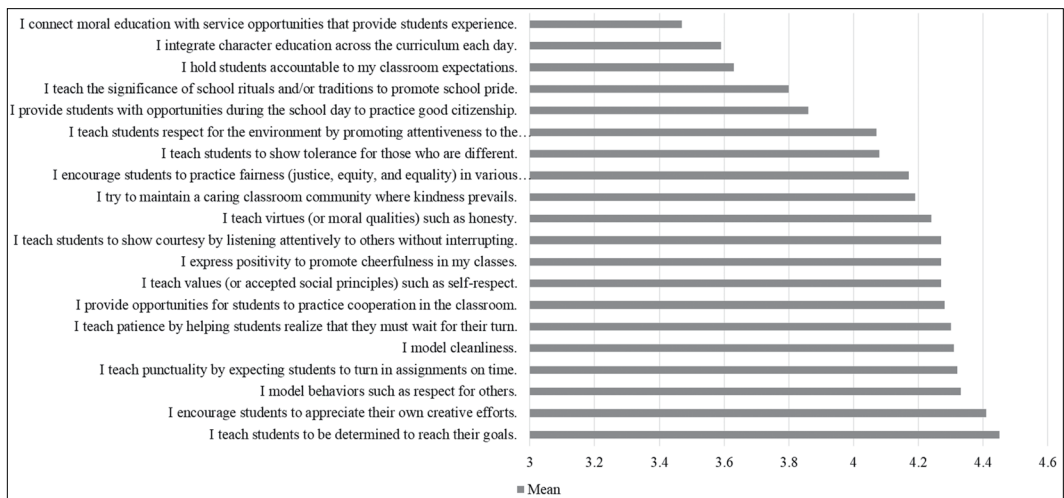 I connect moral education with service opportunities that provide students experience.
I integrate character education across the curriculum each day.
I hold students accountable to my classroom expectations.
I teach the significance of school rituals and/or traditions to promote school pride.
I provide students with opportunities during the school day to practice good citizenship.
I teach students respect for the environment by promoting attentiveness to the…
I teach students to show tolerance for those who are different.
I encourage students to practice fairness (justice, equity, and equality) in various…
I try to maintain a caring classroom community where kindness prevails.
I teach virtues (or moral qualities) such as honesty.
I teach students to show courtesy by listening attentively to others without interrupting.
I express positivity to promote cheerfulness in my classes.
I teach values (or accepted social principles) such as self-respect.
I provide opportunities for students to practice cooperation in the classroom.
I teach patience by helping students realize that they must wait for their turn.
I model cleanliness.
I teach punctuality by expecting students to turn in assignments on time.
I model behaviors such as respect for others.
I encourage students to appreciate their own creative efforts.
I teach students to be determined to reach their goals.
3 3.2 3.4 3.6 3.8 4 4.2 4.4 4.6
Mean